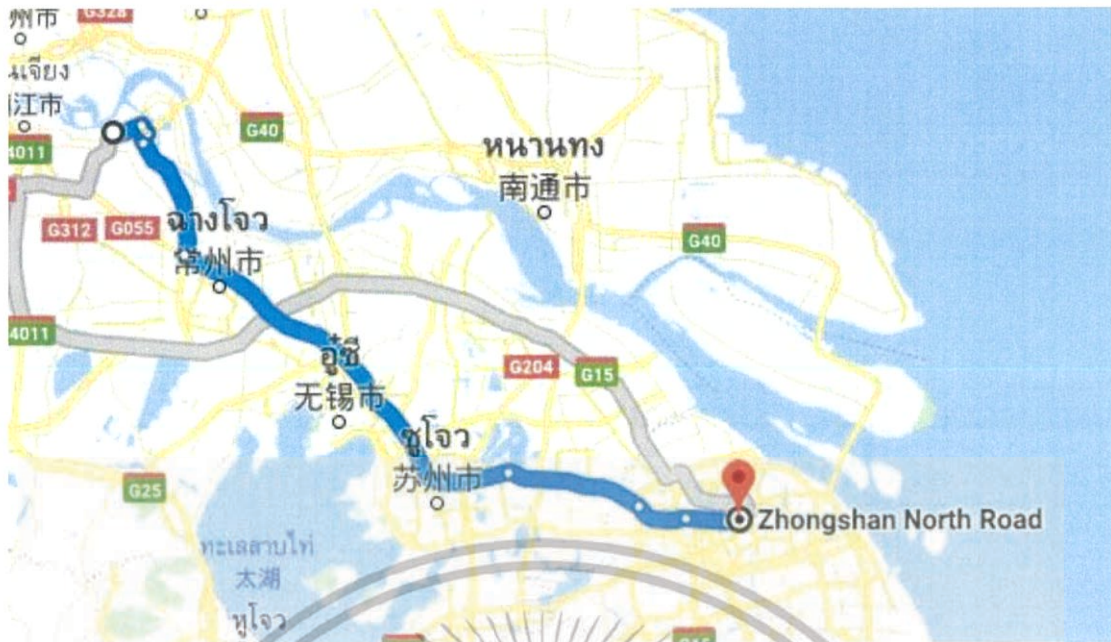 G328
州市
นเจียง
江市
4011
G40
หนานทง
南通市
G312
G055
ฉางโจว
常州市
G40
4011
อู๋ซี
无锡市
G204
G15
ซูโจว
苏州市
G25
Zhongshan North Road
ทะเลสาบไท่
太湖
หูโจว